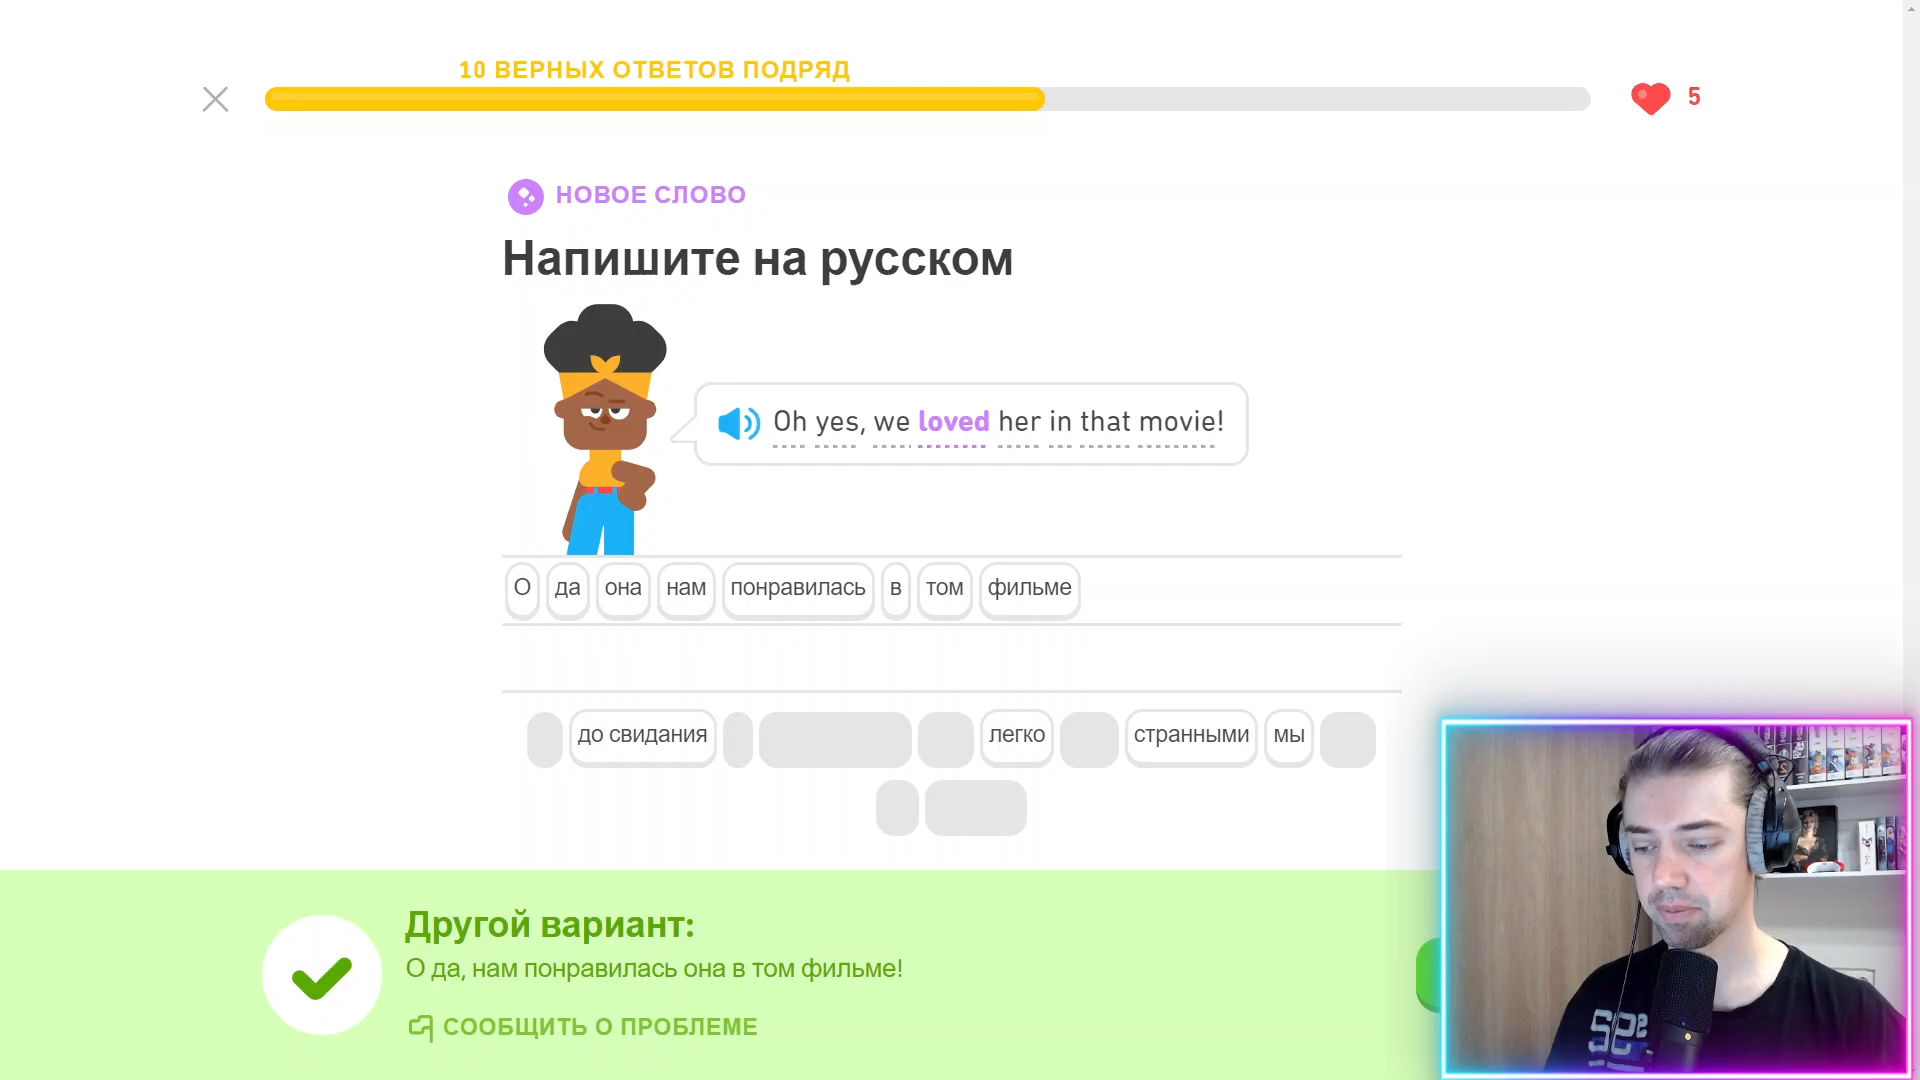 10 ВЕРНЫХ ОТВЕТОВ ПОДРЯД
5
НОВОЕ СЛОВО
Напишите на русском
Oh yes, we loved her in that movie!
О да она нам понравилась в том фильме
до свидания легко странными мы
Другой вариант:
О да, нам понравилась она в том фильме!
СООБЩИТЬ О ПРОБЛЕМЕ